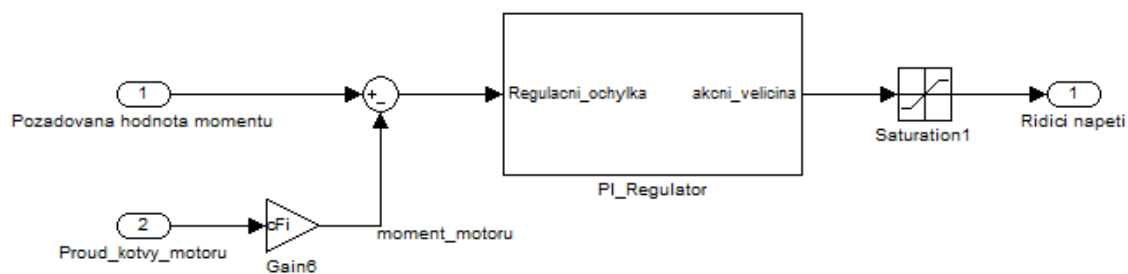 Regulacni_ochylka
akcni_velicina
1
1
Pozadovana hodnota momentu
Saturation1
Ridici napeti
PI_Regulator
2
cFi
moment_motoru
Proud_kotvy_motoru
Gain6